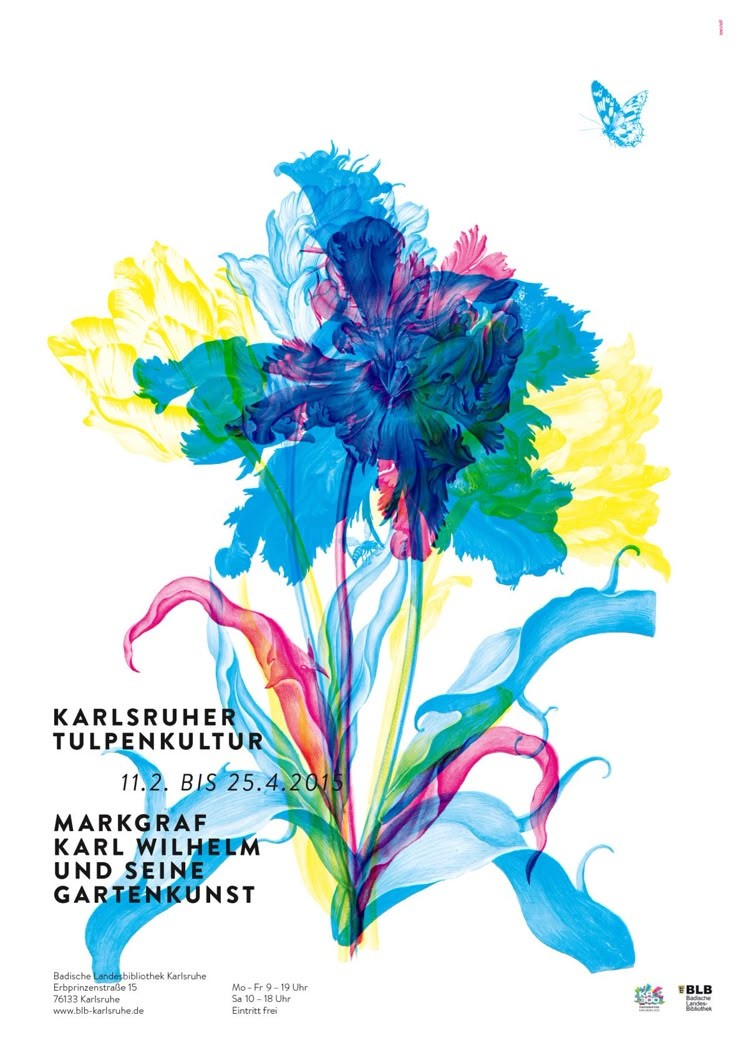 KARLSRUHER
TULPENKULTUR
11.2. BIS 25.4.2015
MARKGRAF
KARL WILHELM
UND SEINE
GARTENKUNST
Badische Landesbibliothek Karlsruhe
Erbprinzenstraße 15
76133 Karlsruhe
www.blb-karlsruhe.de
Mo – Fr 9 – 19 Uhr
Sa 10 – 18 Uhr
Eintritt frei
KA
300
BLB
Badische
Landes-
Bibliothek